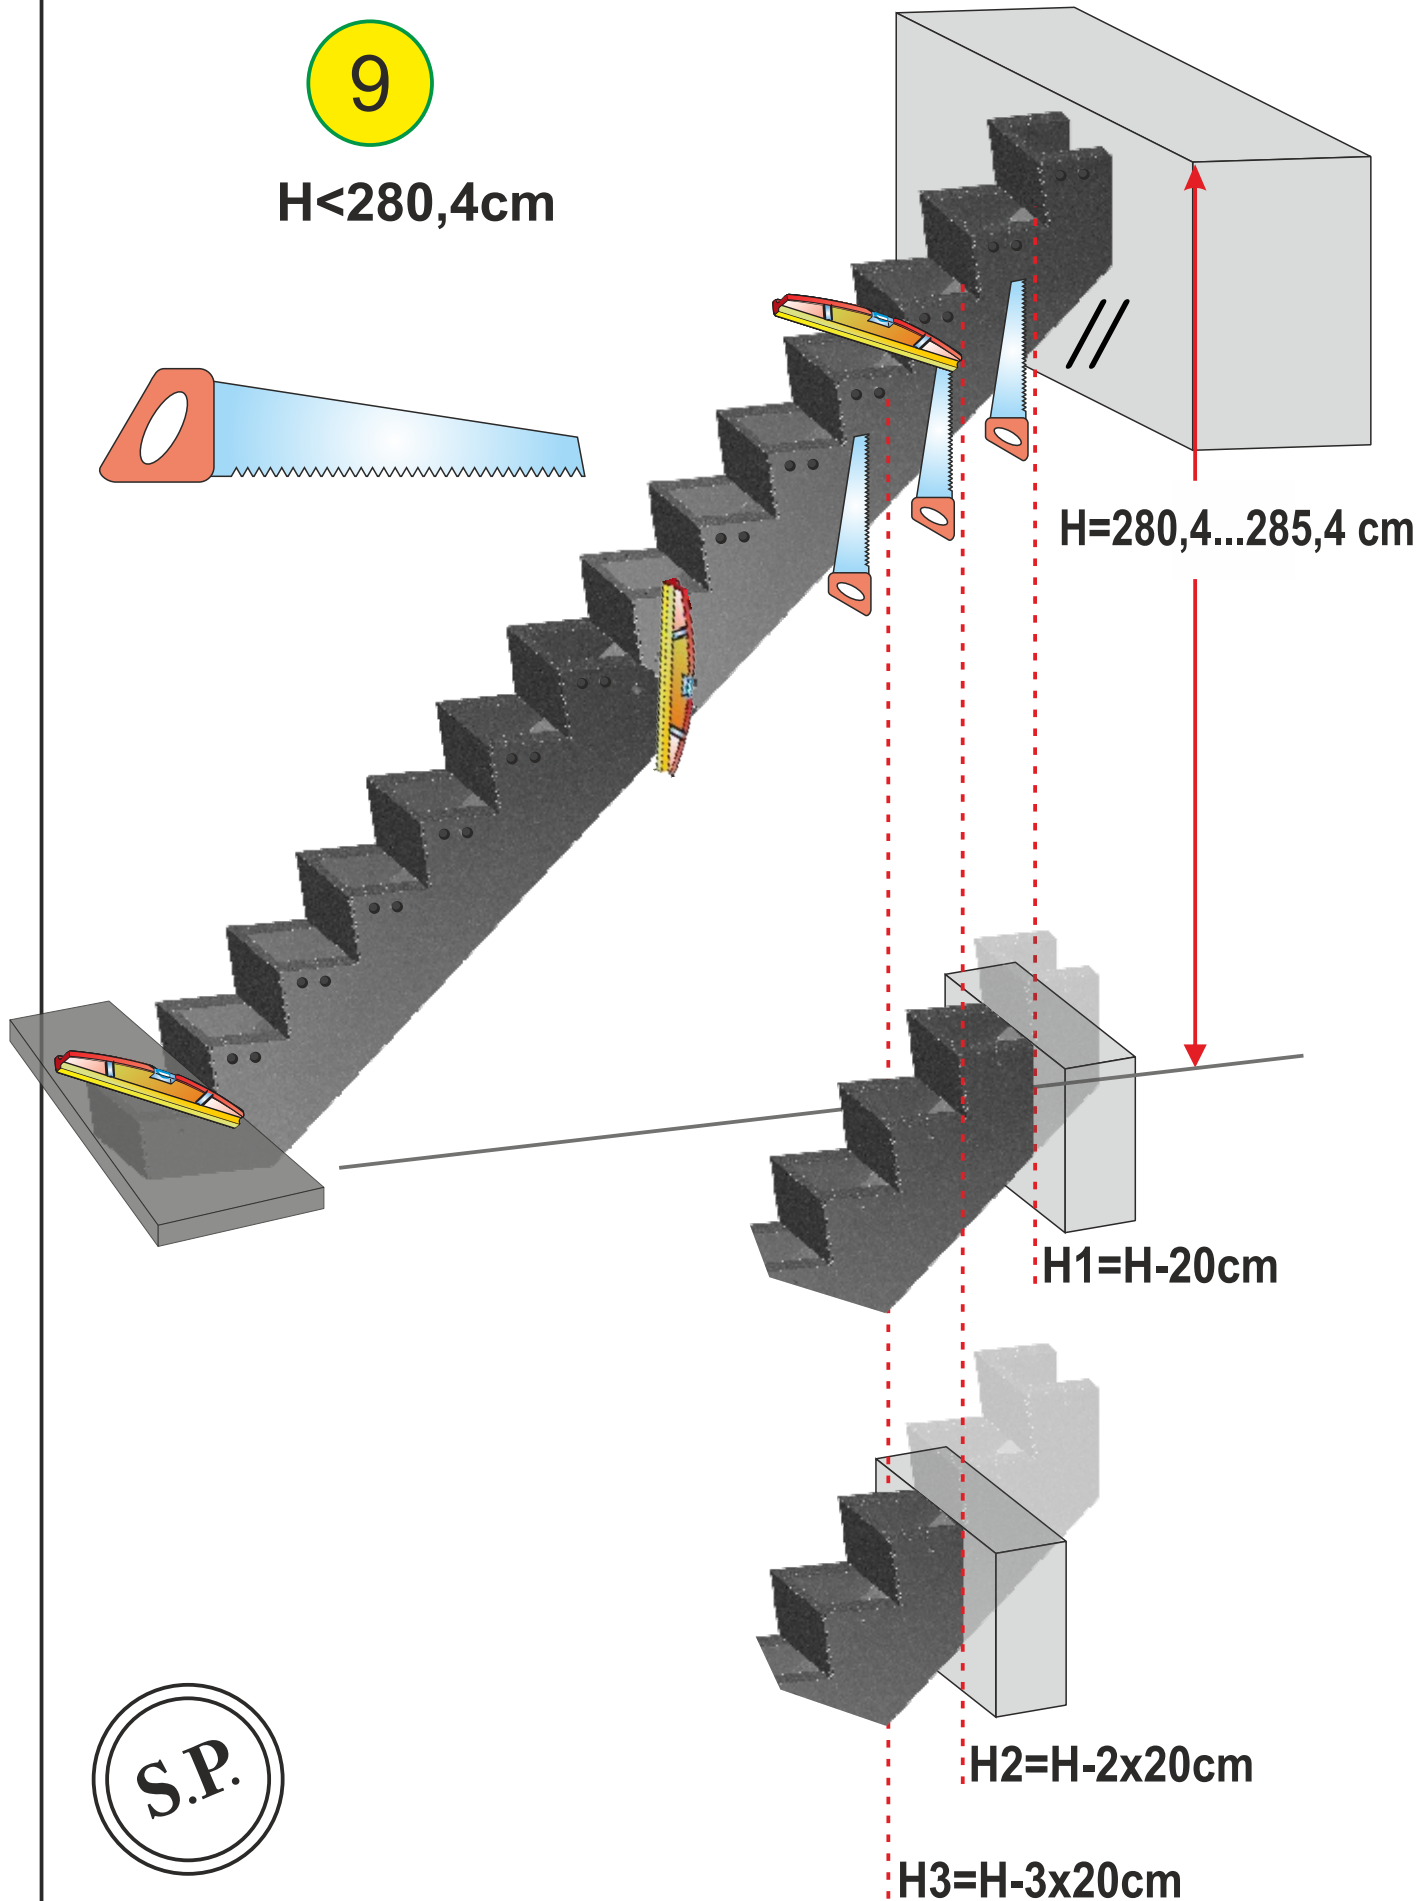 9
H<280,4cm
H=280,4...285,4 cm
H1=H-20cm
H2=H-2x20cm
S.P.
H3=H-3x20cm